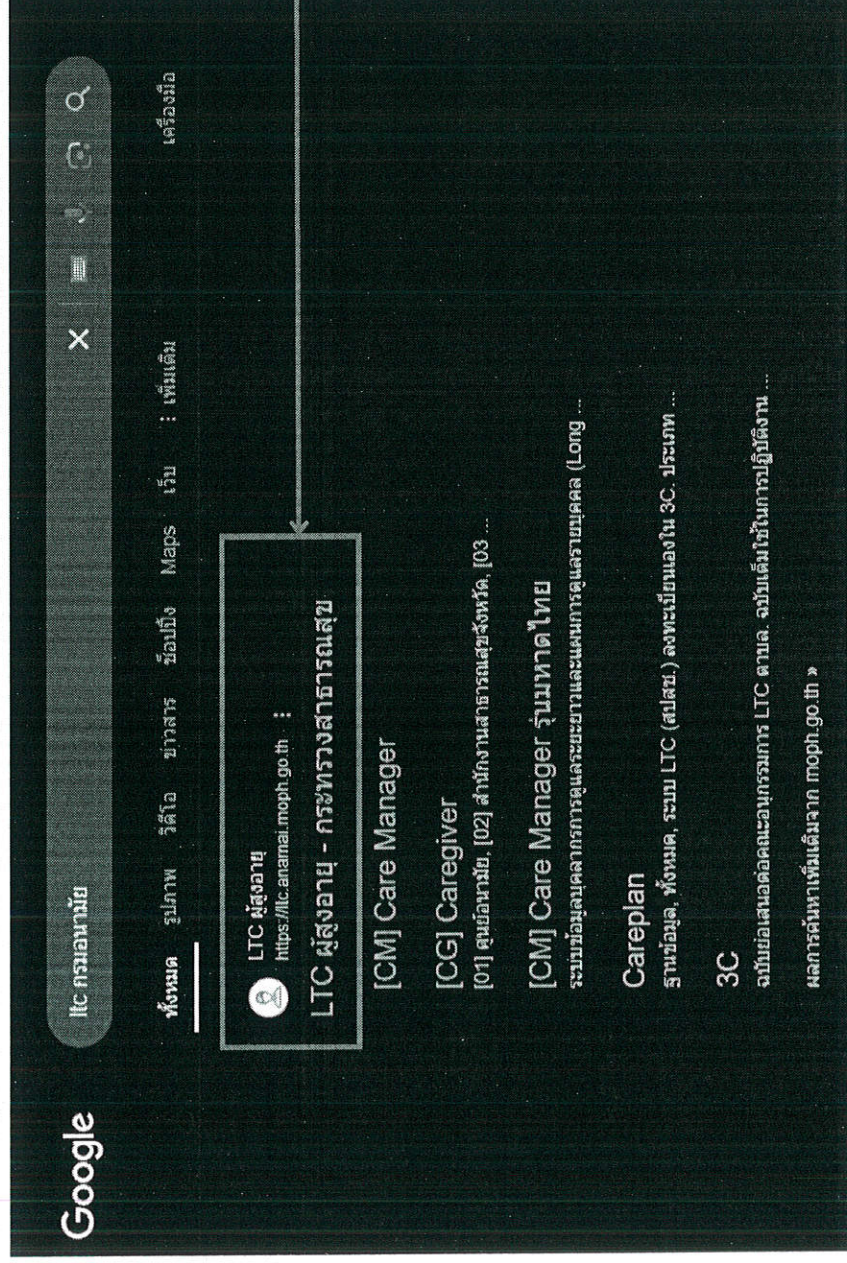 Google
ltc กรมอนามัย
ทั้งหมด รูปภาพ วิดีโอ ข่าวสาร ช้อปปิ้ง Maps เว็บ ⋮ เพิ่มเติม เครื่องมือ
LTC ผู้สูงอายุ
https://ltc.anamai.moph.go.th ⋮
LTC ผู้สูงอายุ - กระทรวงสาธารณสุข
[CM] Care Manager
[CG] Caregiver
[01] ศูนย์อนามัย, [02] สำนักงานสาธารณสุขจังหวัด, [03 ...
[CM] Care Manager รุ่นมหาดไทย
ระบบข้อมูลบุคลากรการดูแลระยะยาวและแผนการดูแลรายบุคคล (Long ...
Careplan
ฐานข้อมูล, ทั้งหมด, ระบบ LTC (สปสช.) ลงทะเบียนเองใน 3C. ประเภท ...
3C
ฉบับย่อเสนอต่อคณะอนุกรรมการ LTC ตาบล. ฉบับเต็มใช้ในการปฏิบัติงาน ...
ผลการค้นหาเพิ่มเติมจาก moph.go.th »